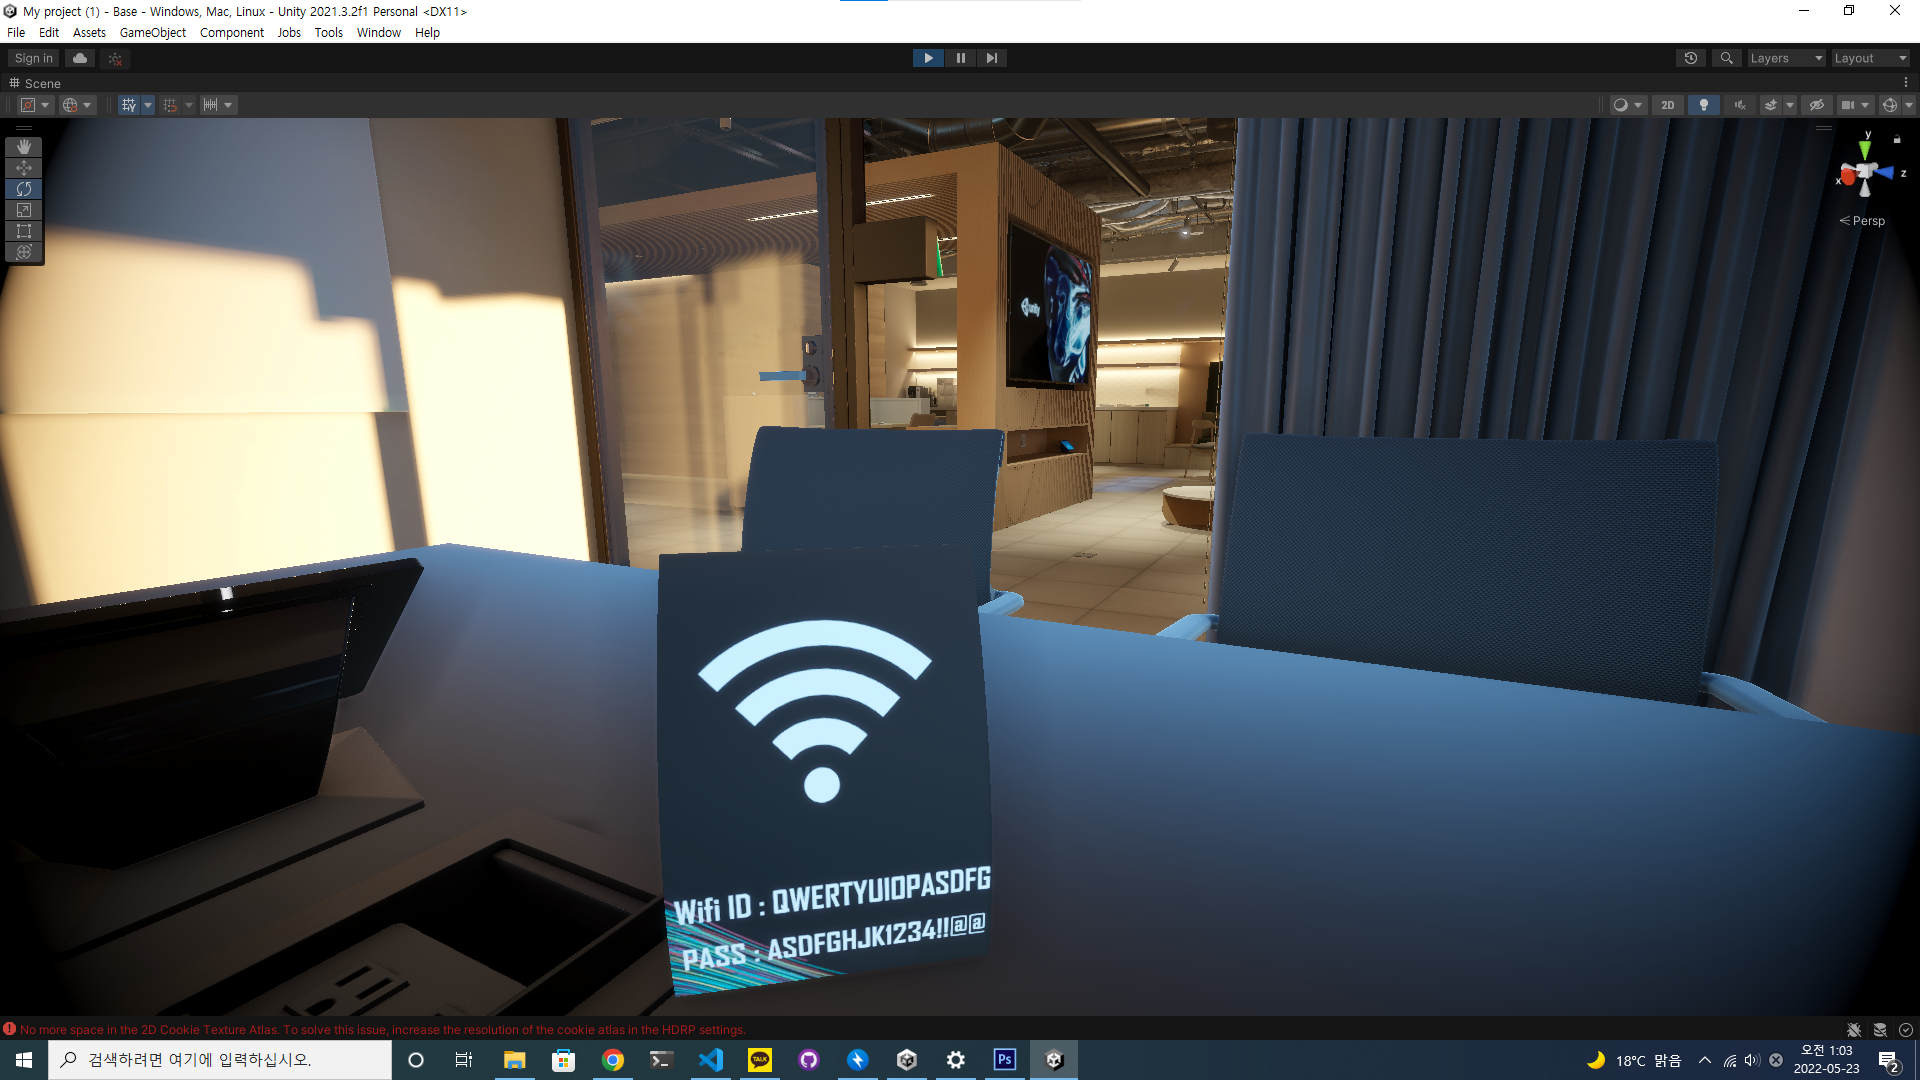 My project (1) - Base - Windows, Mac, Linux - Unity 2021.3.2f1 Personal <DX11>
File Edit Assets GameObject Component Jobs Tools Window Help
Sign in
Layers
Layout
Scene
2D
y
x
z
Persp
unity
Wifi ID : QWERTYUIOPASDFG
PASS : ASDFGHJK1234!!@@
No more space in the 2D Cookie Texture Atlas. To solve this issue, increase the resolution of the cookie atlas in the HDRP settings.
검색하려면 여기에 입력하십시오.
TALK
Ps
18°C 맑음
오전 1:03
2022-05-23
2